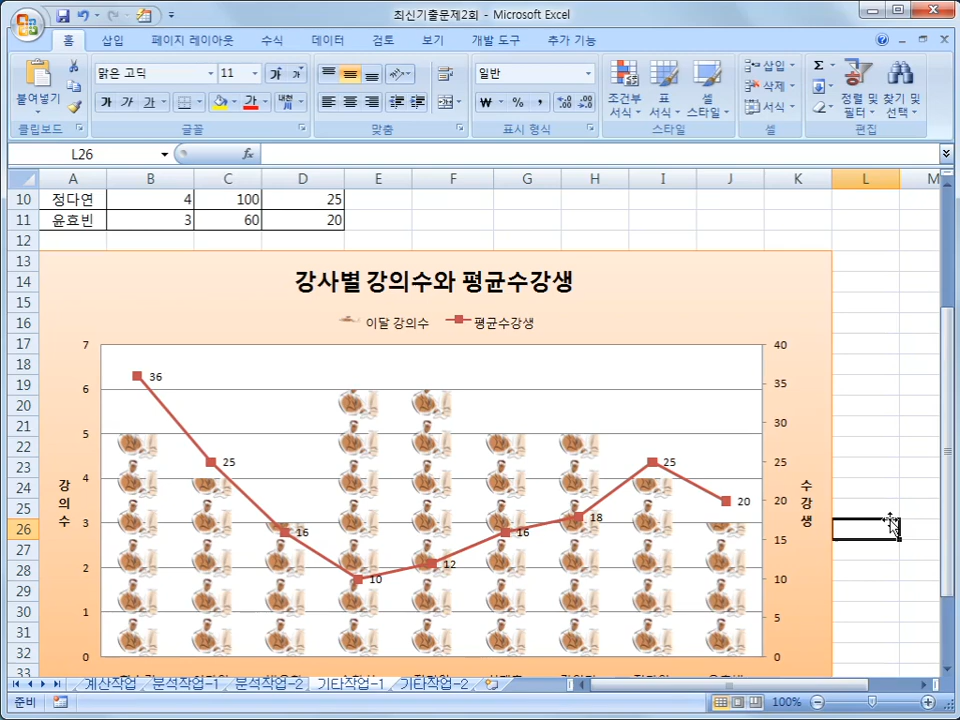 최신기출문제2회 - Microsoft Excel
홈 삽입 페이지 레이아웃 수식 데이터 검토 보기 개발 도구 추가 기능
붙여넣기
맑은 고딕 11 가 가
가 가 가 가 내천
일반
₩ % ,
조건부 서식
표 서식
셀 스타일
삽입
삭제
서식
Σ
정렬 및 필터
찾기 및 선택
클립보드 글꼴 맞춤 표시 형식 스타일 셀 편집
L26 fx
A B C D E F G H I J K L M
10 정다연 4 100 25
11 윤효빈 3 60 20
12
13
14
15
16
17
18
19
20
21
22
23
24
25
26
27
28
29
30
31
32
33
강사별 강의수와 평균수강생
이달 강의수 평균수강생
7
6
5
4
3
2
1
0
강의수
36
25
16
10
12
16
18
25
20
40
35
30
25
20
15
10
5
0
수강생
계산작업 분석작업-1 분석작업-2 기타작업-1 기타작업-2
준비 100%